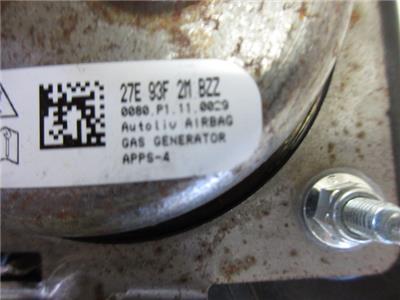 27E 93F 2M BZZ
0080.P1.11.0029
Autoliv AIRBAG
GAS GENERATOR
APPS-4